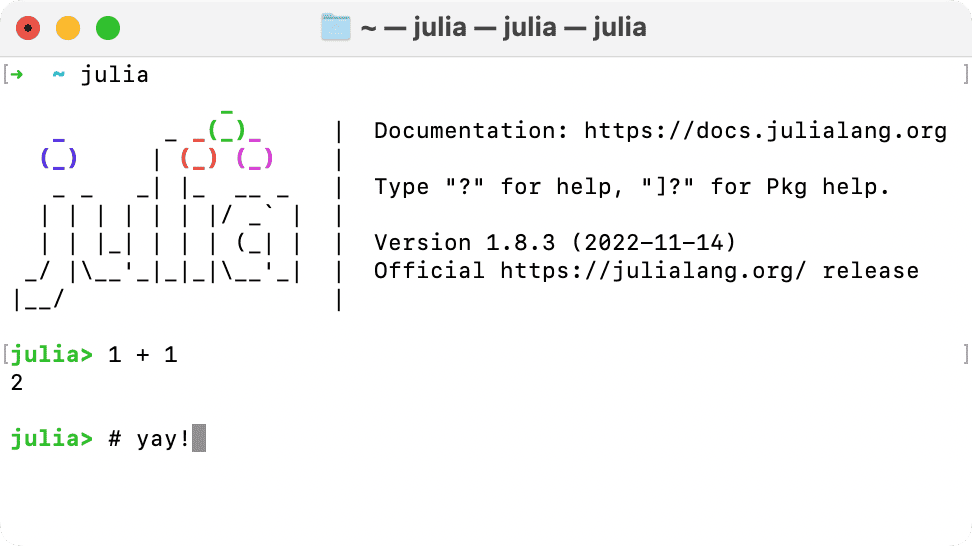 ~ — julia — julia — julia
[➜  ~ julia                                                          ]
               _
   _       _ _(_)_     |  Documentation: https://docs.julialang.org
  (_)     | (_) (_)    |
   _ _   _| |_  __ _   |  Type "?" for help, "]?" for Pkg help.
  | | | | | | |/ _` |  |
  | | |_| | | | (_| |  |  Version 1.8.3 (2022-11-14)
 _/ |\__'_|_|_|\__'_|  |  Official https://julialang.org/ release
|__/                   |
[julia> 1 + 1                                                        ]
2
julia> # yay!